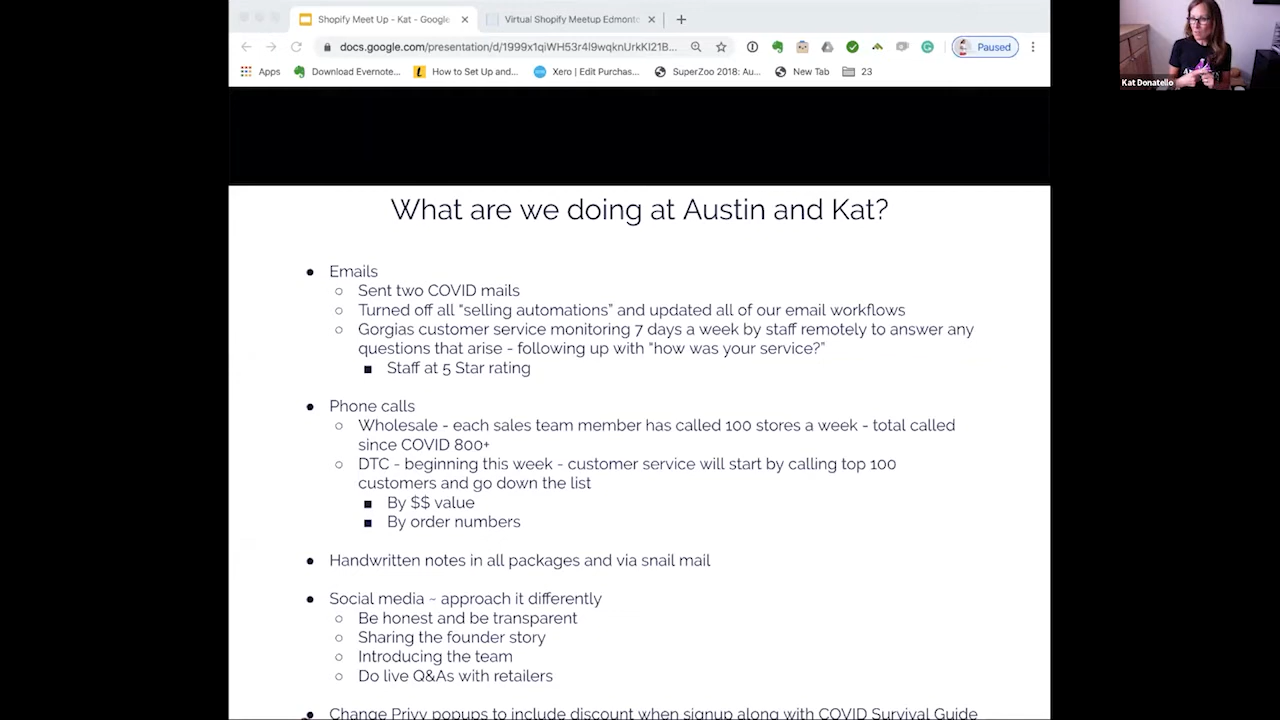 Shopify Meet Up - Kat - Google
Virtual Shopify Meetup Edmont
docs.google.com/presentation/d/1999x1qiWH53r4l9wqknUrkKl21B...
Paused
Apps
Download Evernote...
How to Set Up and...
Xero | Edit Purchas...
SuperZoo 2018: Au...
New Tab
23
Kat Donatello
What are we doing at Austin and Kat?
● Emails
○ Sent two COVID mails
○ Turned off all “selling automations” and updated all of our email workflows
○ Gorgias customer service monitoring 7 days a week by staff remotely to answer any
questions that arise - following up with “how was your service?”
■ Staff at 5 Star rating
● Phone calls
○ Wholesale - each sales team member has called 100 stores a week - total called
since COVID 800+
○ DTC - beginning this week - customer service will start by calling top 100
customers and go down the list
■ By $$ value
■ By order numbers
● Handwritten notes in all packages and via snail mail
● Social media ~ approach it differently
○ Be honest and be transparent
○ Sharing the founder story
○ Introducing the team
○ Do live Q&As with retailers
● Change Privy popups to include discount when signup along with COVID Survival Guide